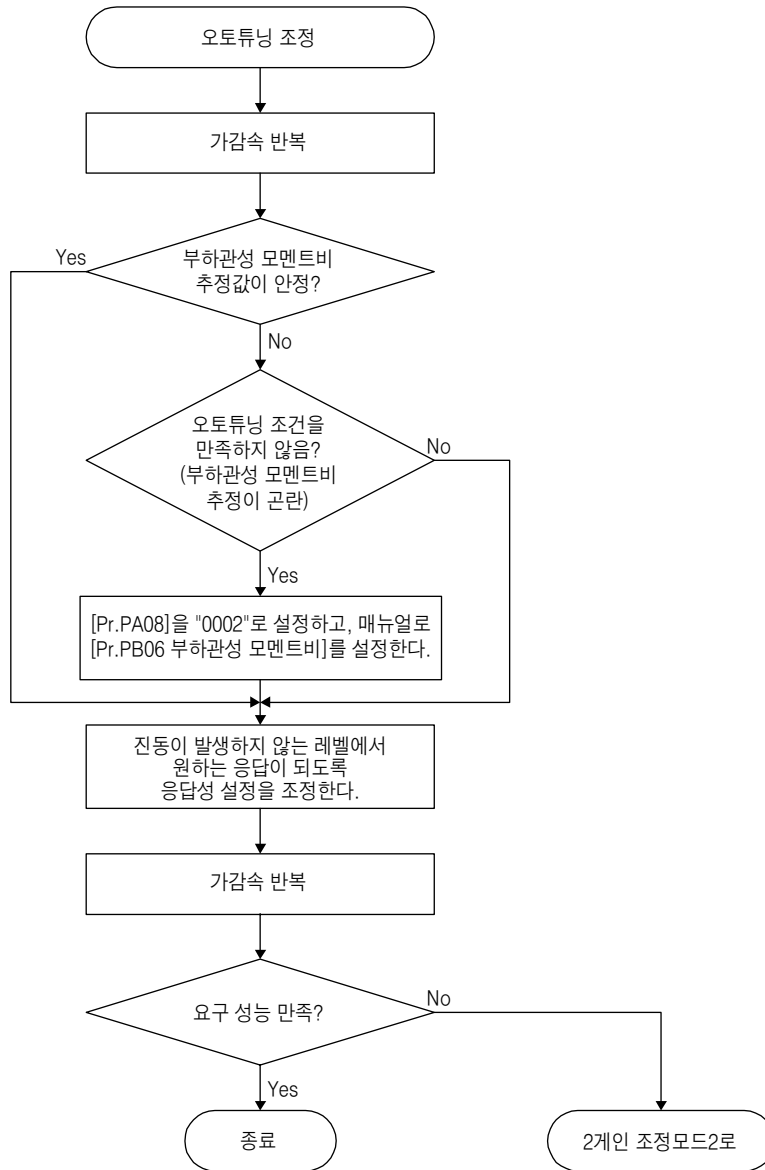 오토튜닝 조정
가감속 반복
부하관성 모멘트비
추정값이 안정?
Yes
No
오토튜닝 조건을
만족하지 않음?
(부하관성 모멘트비
추정이 곤란)
No
Yes
[Pr.PA08]을 "0002"로 설정하고, 매뉴얼로
[Pr.PB06 부하관성 모멘트비]를 설정한다.
진동이 발생하지 않는 레벨에서
원하는 응답이 되도록
응답성 설정을 조정한다.
가감속 반복
요구 성능 만족?
No
Yes
종료
2게인 조정모드2로